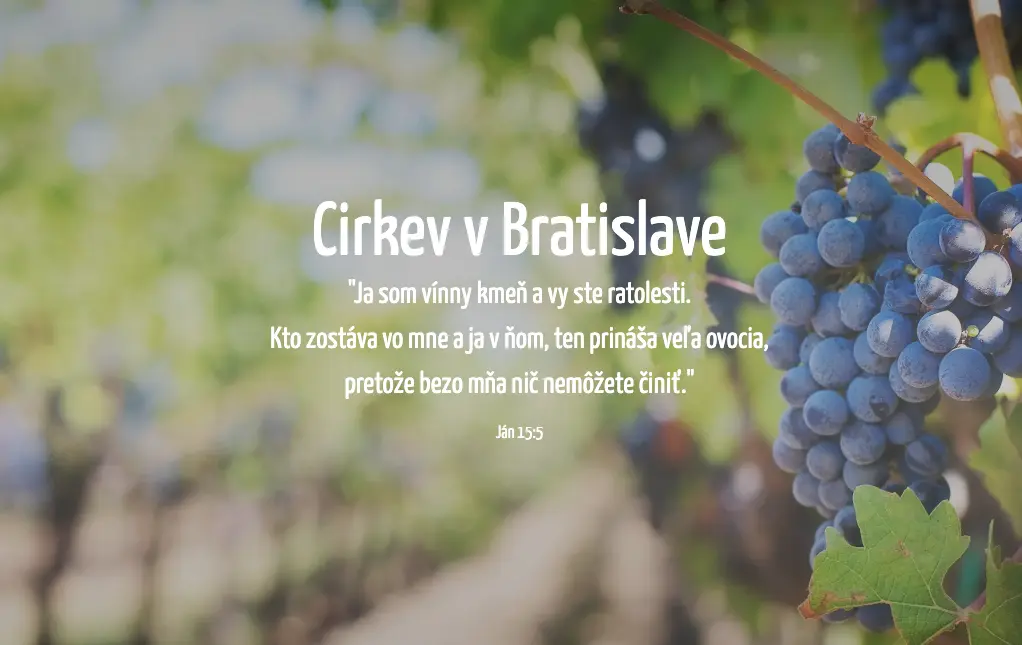 Cirkev v Bratislave
"Ja som vínny kmeň a vy ste ratolesti.
Kto zostáva vo mne a ja v ňom, ten prináša veľa ovocia,
pretože bezo mňa nič nemôžete činiť."
Ján 15:5